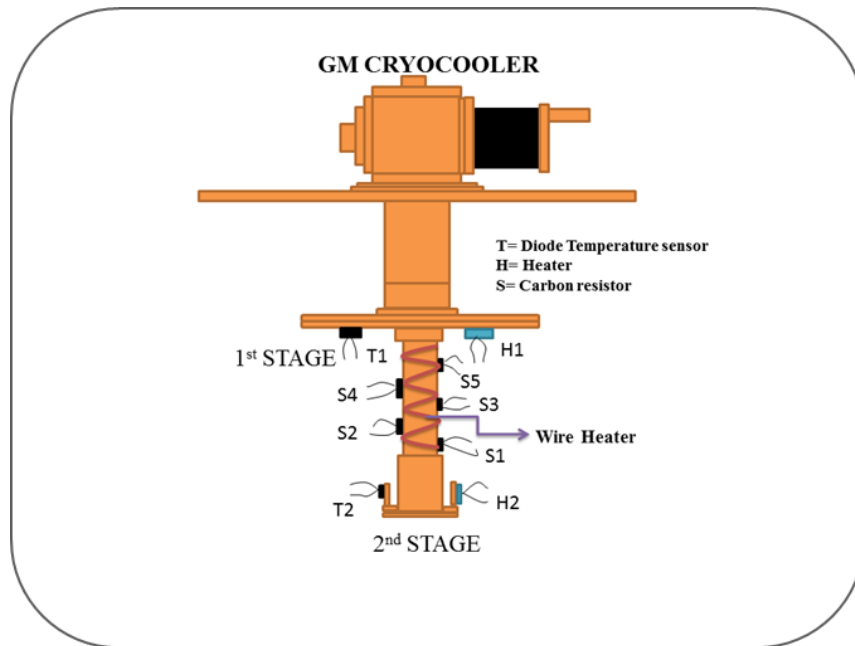 GM CRYOCOOLER
T= Diode Temperature sensor
H= Heater
S= Carbon resistor
1st STAGE
T1
H1
S5
S4
S3
S2
Wire Heater
S1
T2
H2
2nd STAGE